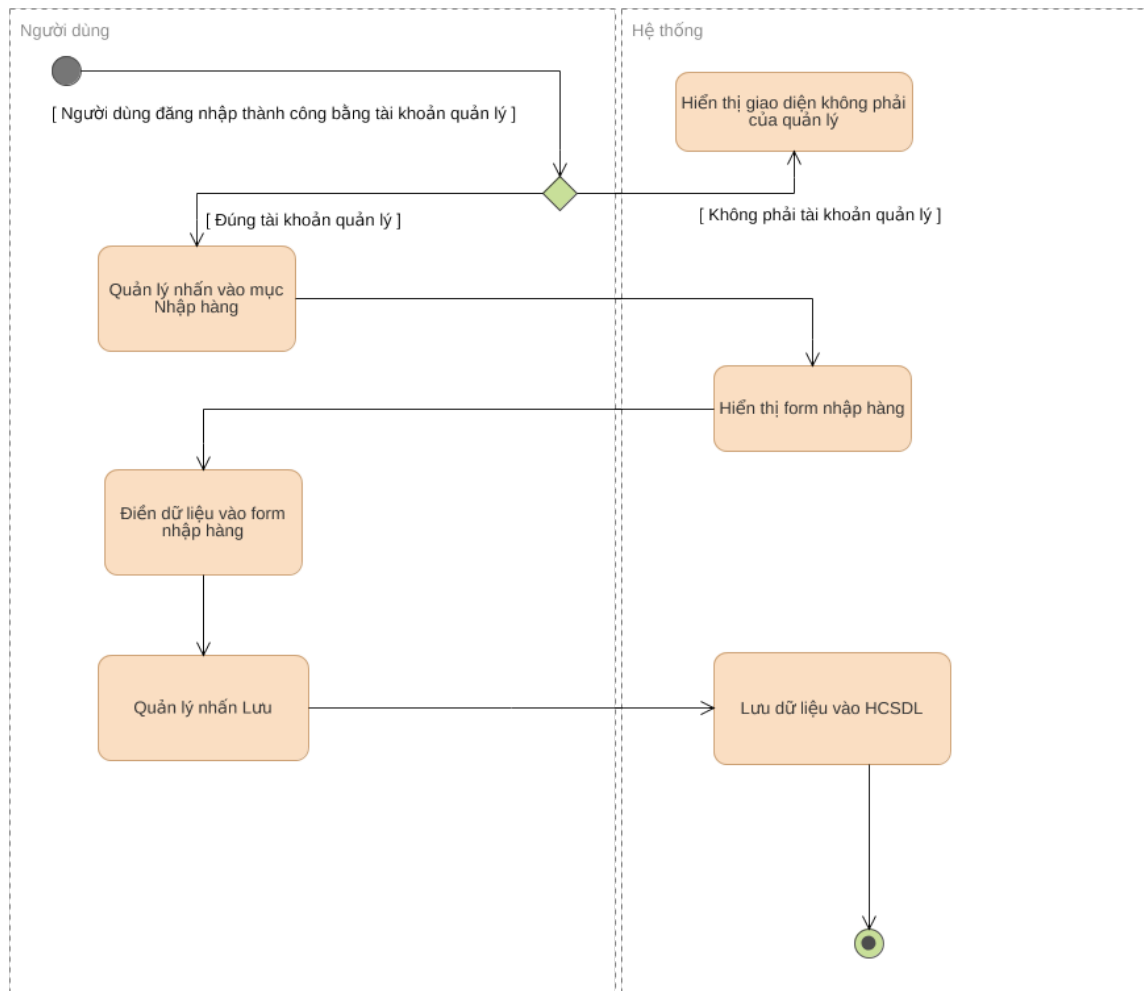 Người dùng
Hệ thống
[ Người dùng đăng nhập thành công bằng tài khoản quản lý ]
Hiển thị giao diện không phải
của quản lý
[ Đúng tài khoản quản lý ]
[ Không phải tài khoản quản lý ]
Quản lý nhấn vào mục
Nhập hàng
Hiển thị form nhập hàng
Điền dữ liệu vào form
nhập hàng
Quản lý nhấn Lưu
Lưu dữ liệu vào HCSDL